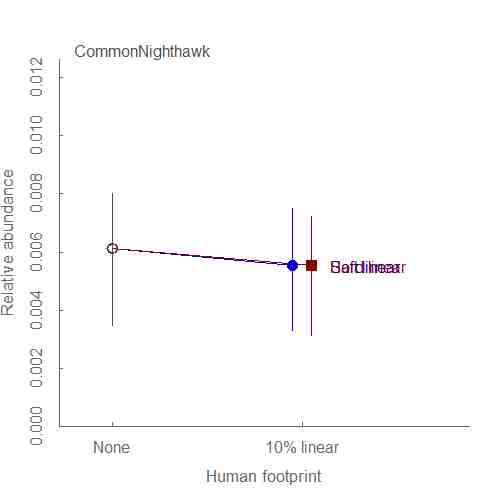 CommonNighthawk
0.012
0.010
0.008
0.006
0.004
0.002
0.000
Relative abundance
None
10% linear
Human footprint